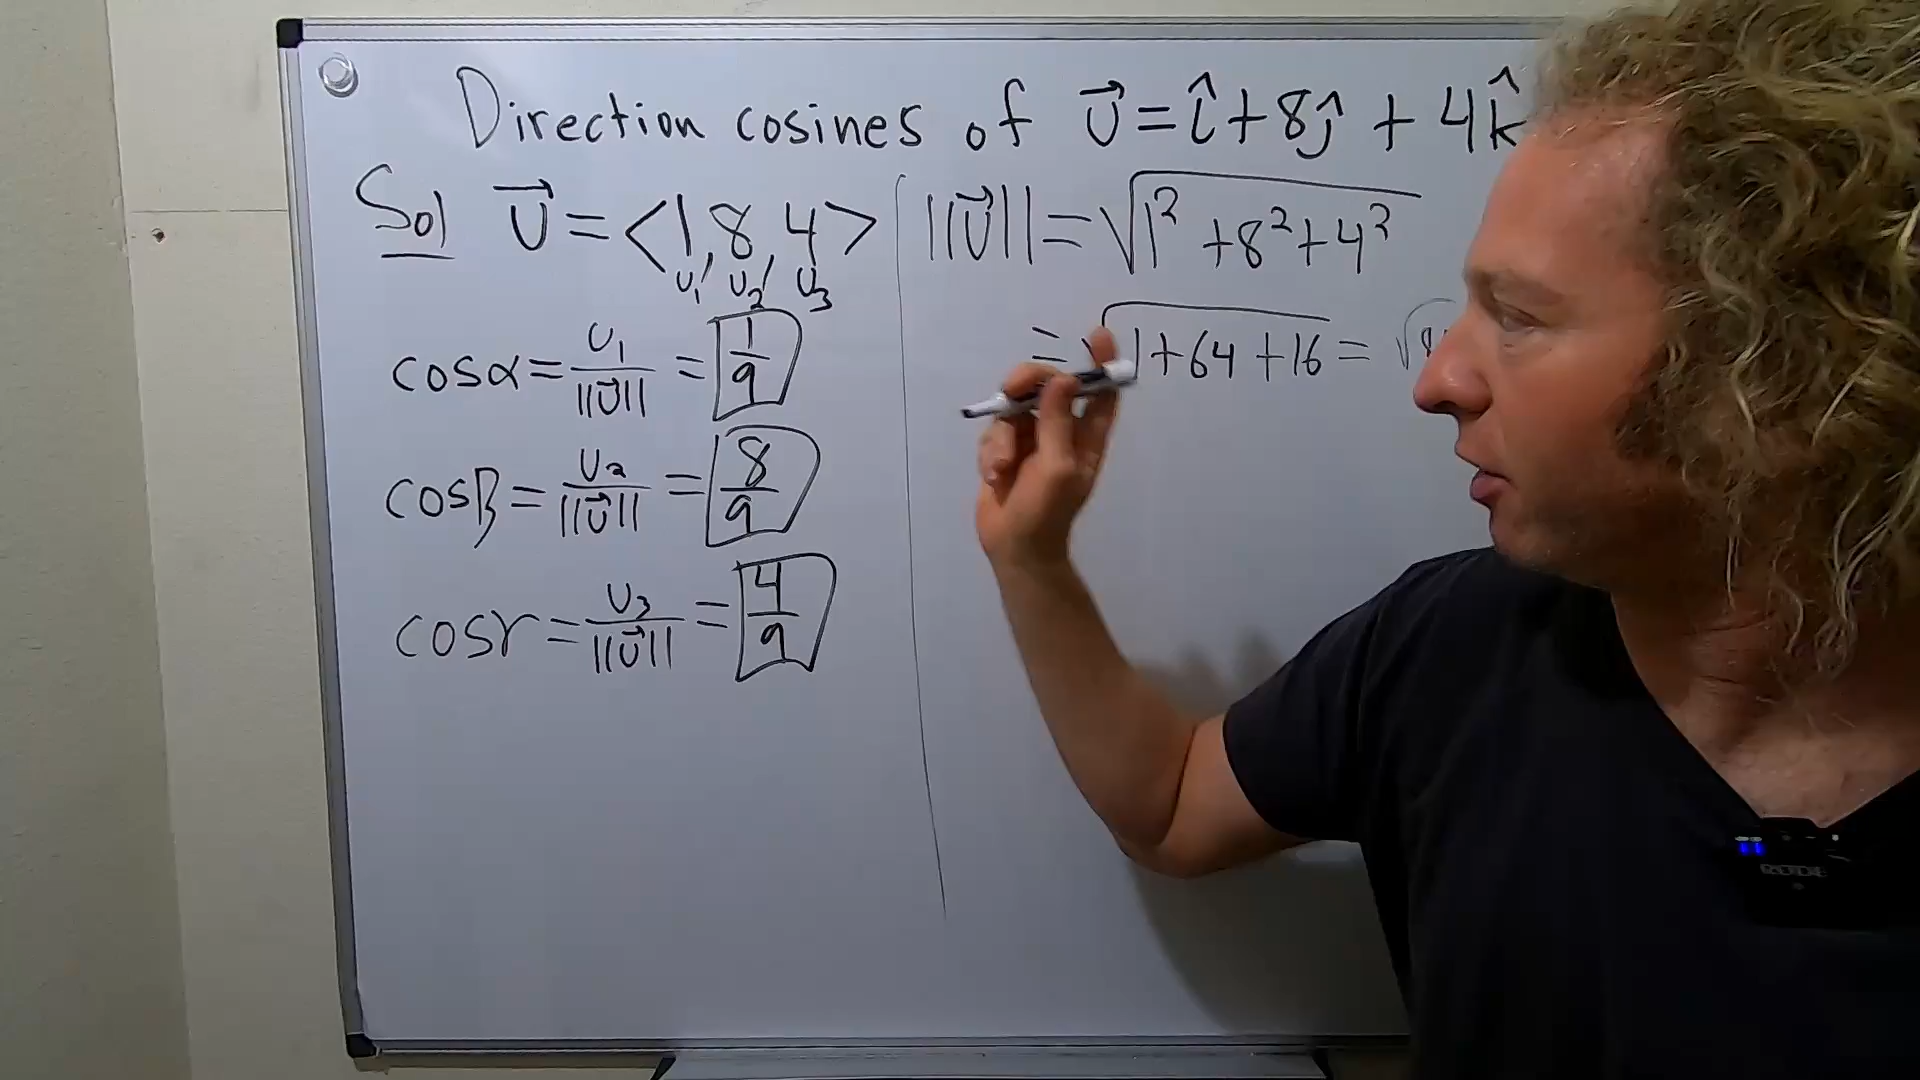 Direction cosines of u⃗ = î + 8ĵ + 4k̂
Sol u⃗ = <1, 8, 4>
u₁ u₂ u₃
cosα = u₁/||u⃗|| = 1/9
cosβ = u₂/||u⃗|| = 8/9
cosγ = u₃/||u⃗|| = 4/9
||u⃗|| = √(1² + 8² + 4²)
= √(1 + 64 + 16) =
RODE